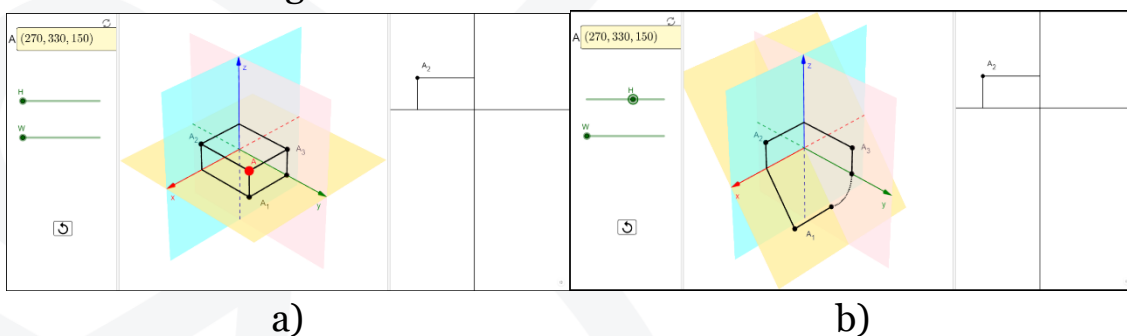 A (270, 330, 150)
H
W
z
A₂
A₃
A
A₁
x
y
A₂
a)
A (270, 330, 150)
H
W
z
A₂
A₃
A₁
x
y
A₂
b)